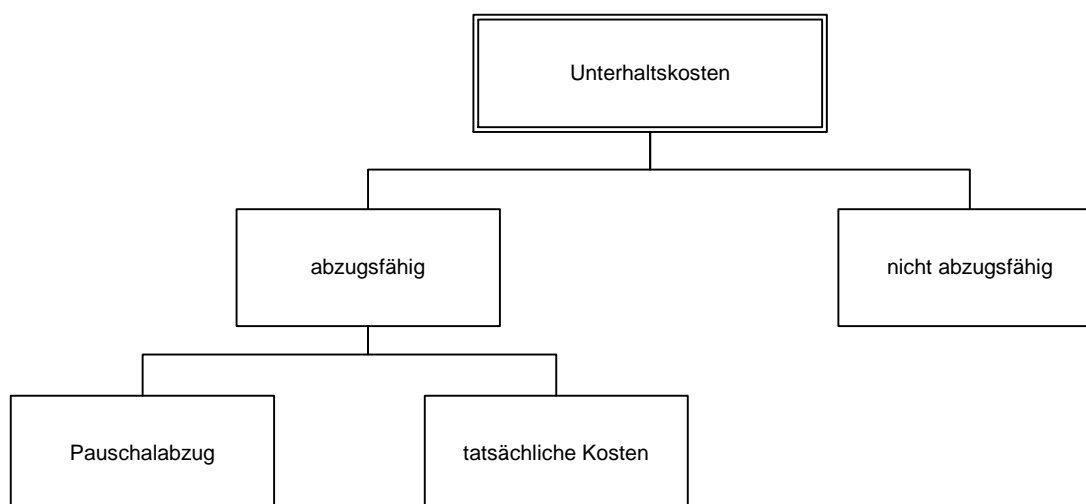 Unterhaltskosten
abzugsfähig
nicht abzugsfähig
Pauschalabzug
tatsächliche Kosten